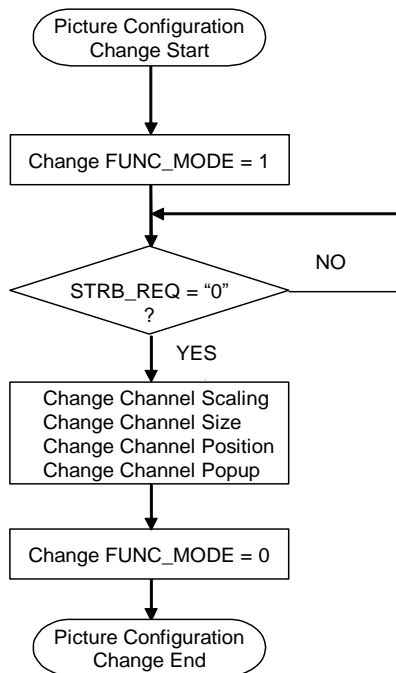 Picture Configuration
Change Start
Change FUNC_MODE = 1
NO
STRB_REQ = “0”
?
YES
Change Channel Scaling
Change Channel Size
Change Channel Position
Change Channel Popup
Change FUNC_MODE = 0
Picture Configuration
Change End